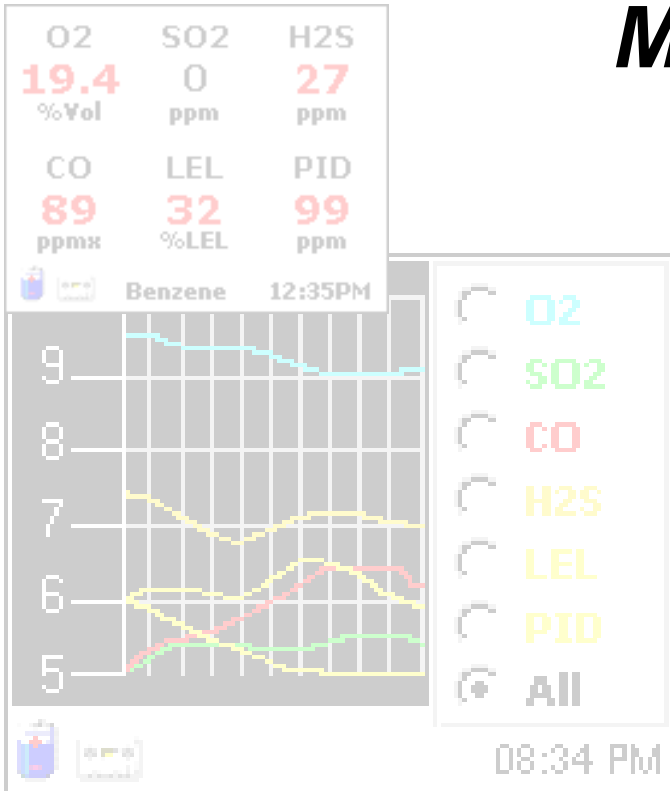 M
O2 SO2 H2S
19.4 0 27
%Vol ppm ppm
CO LEL PID
89 32 99
ppmx %LEL ppm
Benzene 12:35PM
9
8
7
6
5
O2
SO2
CO
H2S
LEL
PID
All
08:34 PM